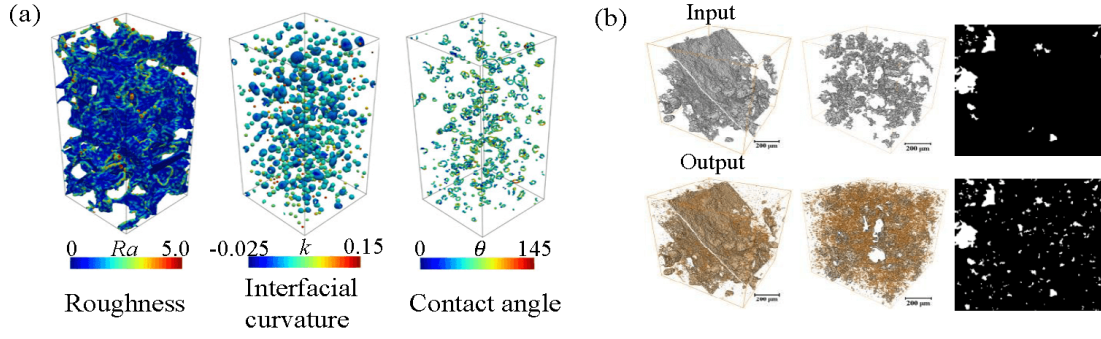 (a)
0 Ra 5.0
Roughness
-0.025 k 0.15
Interfacial
curvature
0 θ 145
Contact angle
(b)
Input
200 μm
200 μm
Output
200 μm
200 μm